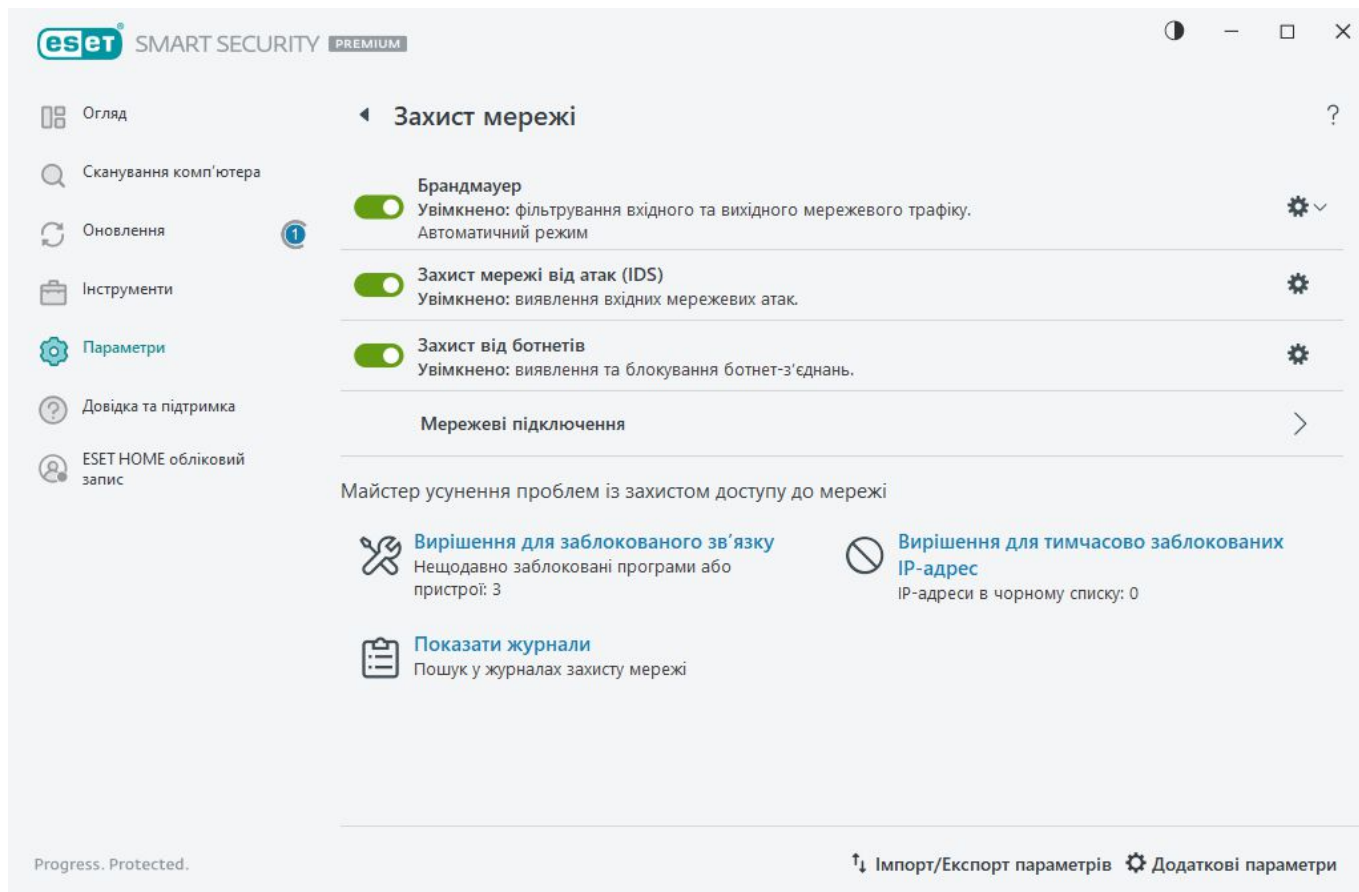 eset SMART SECURITY PREMIUM
Огляд
Сканування комп'ютера
Оновлення 1
Інструменти
Параметри
Довідка та підтримка
ESET HOME обліковий
запис
Захист мережі ?
Брандмауер
Увімкнено: фільтрування вхідного та вихідного мережевого трафіку.
Автоматичний режим
Захист мережі від атак (IDS)
Увімкнено: виявлення вхідних мережевих атак.
Захист від ботнетів
Увімкнено: виявлення та блокування ботнет-з'єднань.
Мережеві підключення
Майстер усунення проблем із захистом доступу до мережі
Вирішення для заблокованого зв'язку
Нещодавно заблоковані програми або
пристрої: 3
Вирішення для тимчасово заблокованих
IP-адрес
IP-адреси в чорному списку: 0
Показати журнали
Пошук у журналах захисту мережі
Progress. Protected.
Імпорт/Експорт параметрів Додаткові параметри